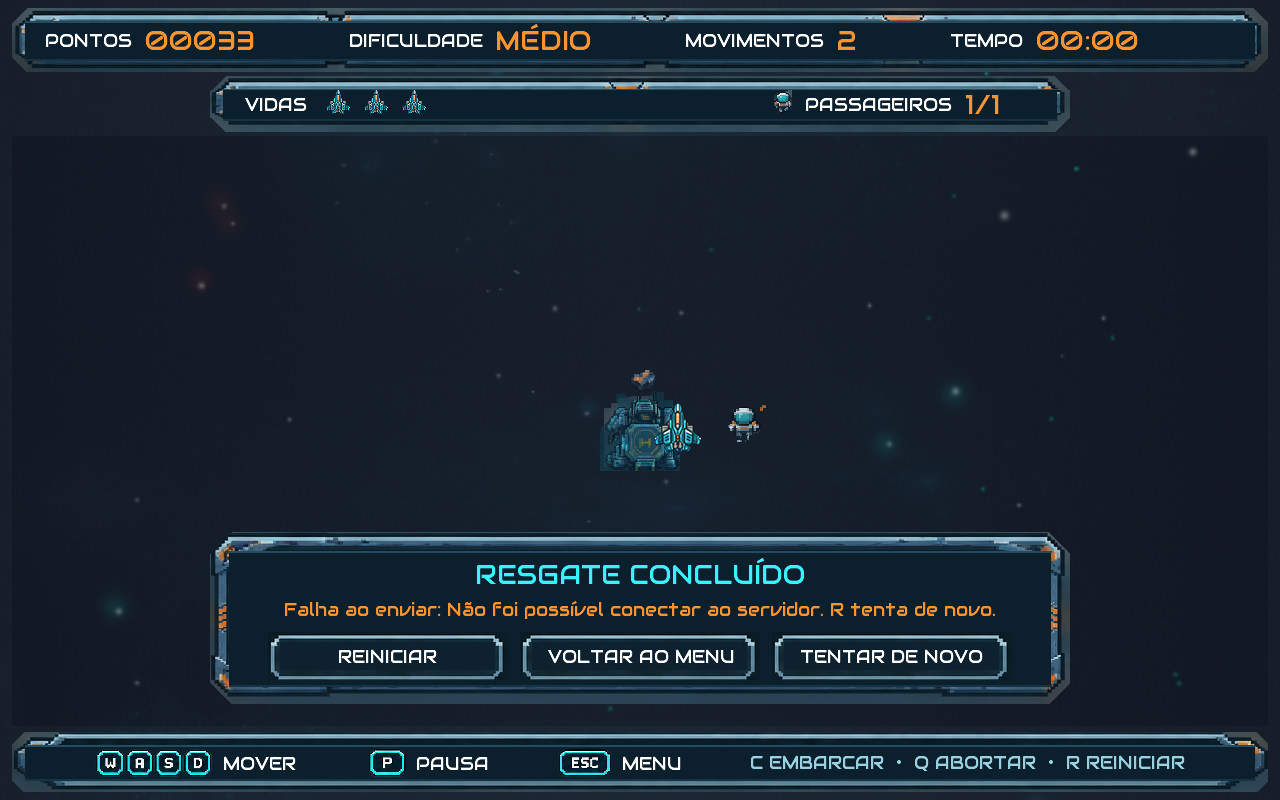 PONTOS 00033 DIFICULDADE MÉDIO MOVIMENTOS 2 TEMPO 00:00
VIDAS PASSAGEIROS 1/1
H
RESGATE CONCLUÍDO
Falha ao enviar: Não foi possível conectar ao servidor. R tenta de novo.
REINICIAR VOLTAR AO MENU TENTAR DE NOVO
W A S D MOVER P PAUSA ESC MENU C EMBARCAR • Q ABORTAR • R REINICIAR